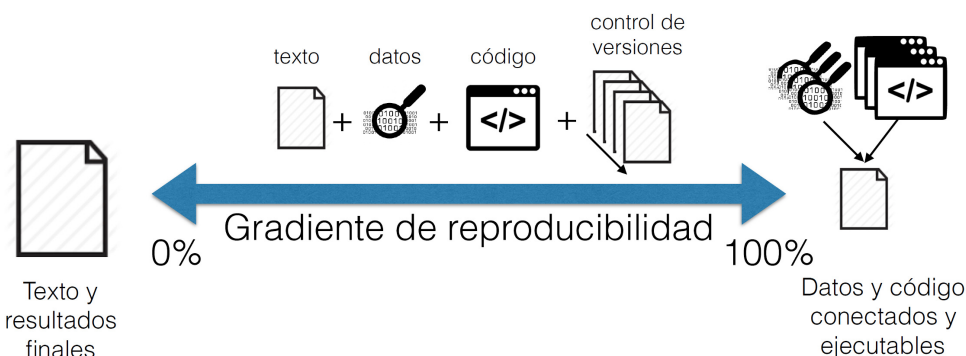 control de
versiones
texto
datos
código
+
+
+
</>
</>
Gradiente de reproducibilidad
0%
100%
Texto y
resultados
finales
Datos y código
conectados y
ejecutables